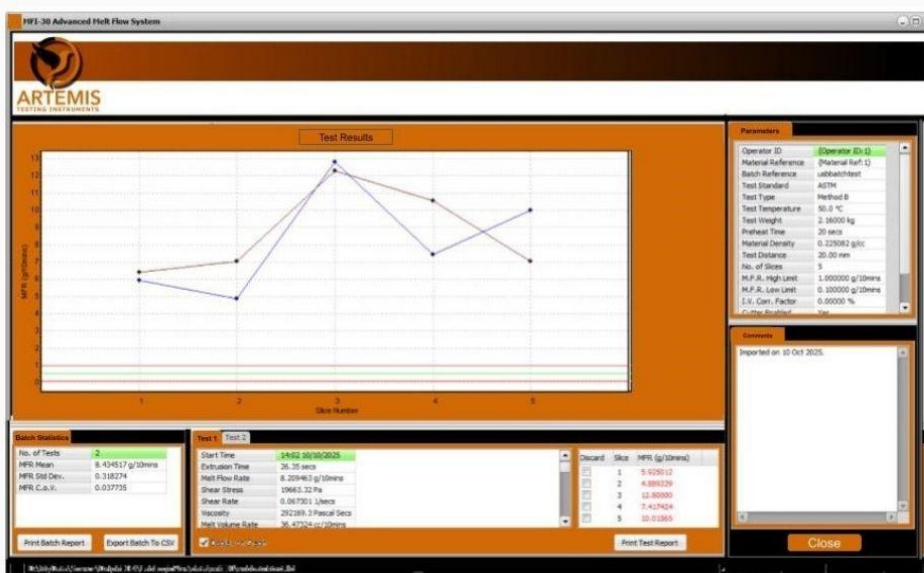 MFI-30 Advanced Melt Flow System
ARTEMIS
TESTING INSTRUMENTS
Test Results
MFR (g/10mins)
13
12
11
10
9
8
7
6
5
4
3
2
1
0
1 2 3 4 5
Slice Number
Parameters
Operator ID {Operator ID:1}
Material Reference {Material Ref:1}
Batch Reference usbbatchtest
Test Standard ASTM
Test Type Method B
Test Temperature 50.0 °C
Test Weight 2.16000 kg
Preheat Time 20 secs
Material Density 0.225082 g/cc
Test Distance 20.00 mm
No. of Slices 5
M.F.R. High Limit 1.000000 g/10mins
M.F.R. Low Limit 0.100000 g/10mins
I.V. Corr. Factor 0.00000 %
Cutter Enabled Yes
Comments
Imported on 10 Oct 2025.
Batch Statistics
No. of Tests 2
MFR Mean 8.434517 g/10mins
MFR Std Dev. 0.318274
MFR C.o.V. 0.037735
Print Batch Report
Export Batch To CSV
Test 1 Test 2
Start Time 14:02 10/10/2025
Extrusion Time 26.35 secs
Melt Flow Rate 8.209463 g/10mins
Shear Stress 19663.32 Pa
Shear Rate 0.067301 1/secs
Viscosity 292169.3 Pascal Secs
Melt Volume Rate 36.47324 cc/10mins
Discard Slice MFR (g/10mins)
1 5.925012
2 4.889229
3 12.80000
4 7.417424
5 10.01565
Print Test Report
Close